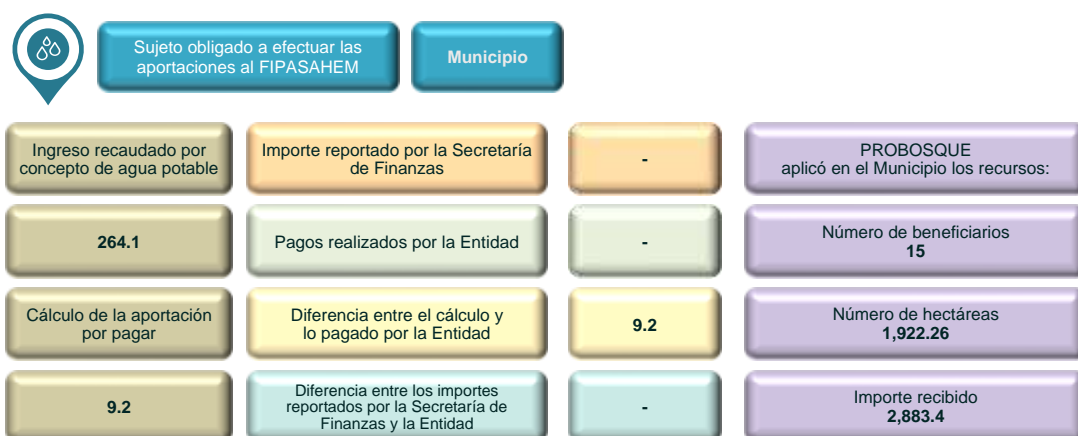 Sujeto obligado a efectuar las
aportaciones al FIPASAHEM
Municipio
Ingreso recaudado por
concepto de agua potable
Importe reportado por la Secretaría
de Finanzas
-
PROBOSQUE
aplicó en el Municipio los recursos:
264.1
Pagos realizados por la Entidad
-
Número de beneficiarios
15
Cálculo de la aportación
por pagar
Diferencia entre el cálculo y
lo pagado por la Entidad
9.2
Número de hectáreas
1,922.26
9.2
Diferencia entre los importes
reportados por la Secretaría de
Finanzas y la Entidad
-
Importe recibido
2,883.4